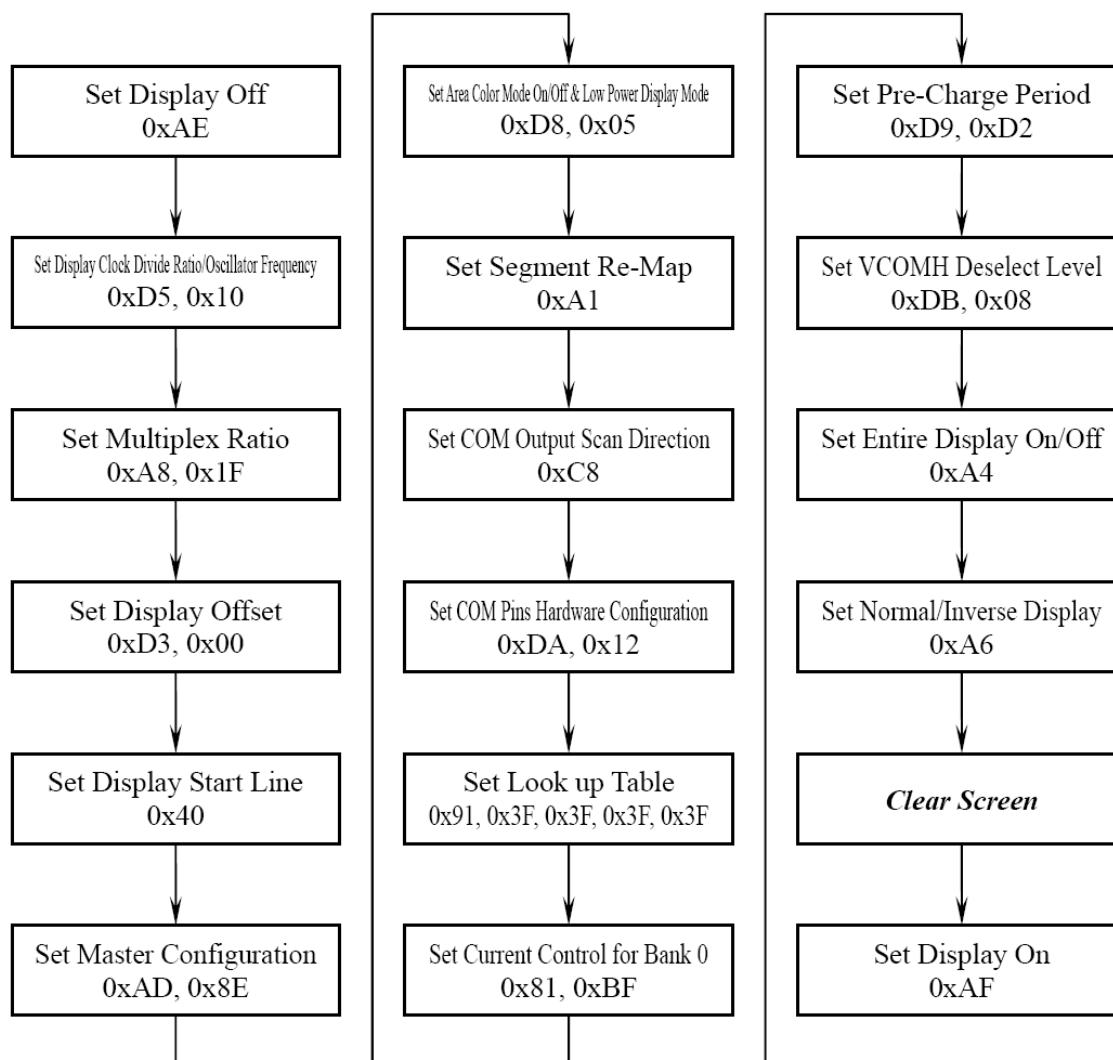 Set Display Off
0xAE
Set Display Clock Divide Ratio/Oscillator Frequency
0xD5, 0x10
Set Multiplex Ratio
0xA8, 0x1F
Set Display Offset
0xD3, 0x00
Set Display Start Line
0x40
Set Master Configuration
0xAD, 0x8E
Set Area Color Mode On/Off & Low Power Display Mode
0xD8, 0x05
Set Segment Re-Map
0xA1
Set COM Output Scan Direction
0xC8
Set COM Pins Hardware Configuration
0xDA, 0x12
Set Look up Table
0x91, 0x3F, 0x3F, 0x3F, 0x3F
Set Current Control for Bank 0
0x81, 0xBF
Set Pre-Charge Period
0xD9, 0xD2
Set VCOMH Deselect Level
0xDB, 0x08
Set Entire Display On/Off
0xA4
Set Normal/Inverse Display
0xA6
Clear Screen
Set Display On
0xAF